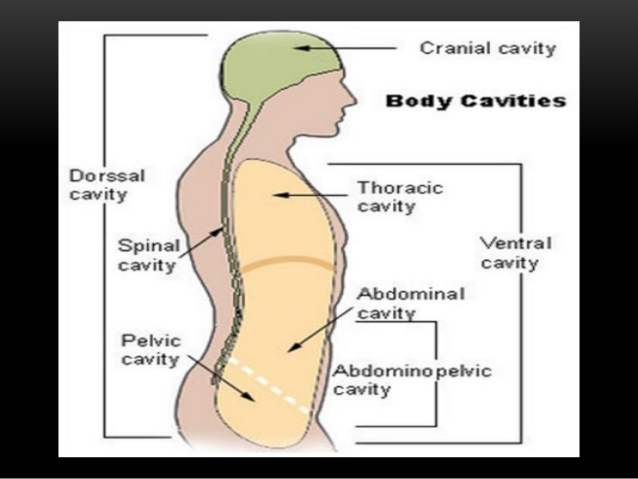 Cranial cavity
Body Cavities
Dorssal
cavity
Thoracic
cavity
Spinal
cavity
Ventral
cavity
Abdominal
cavity
Pelvic
cavity
Abdominopelvic
cavity